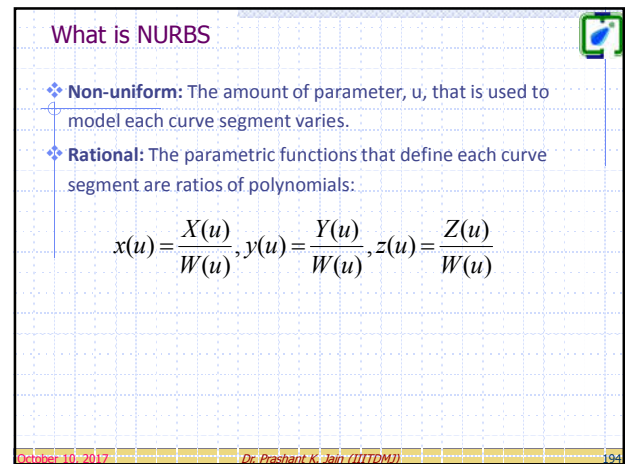 What is NURBS
❖ Non-uniform: The amount of parameter, u, that is used to
model each curve segment varies.
❖ Rational: The parametric functions that define each curve
segment are ratios of polynomials:
x(u) = X(u)/W(u), y(u) = Y(u)/W(u), z(u) = Z(u)/W(u)
October 10, 2017 Dr. Prashant K. Jain (IIITDMJ) 194